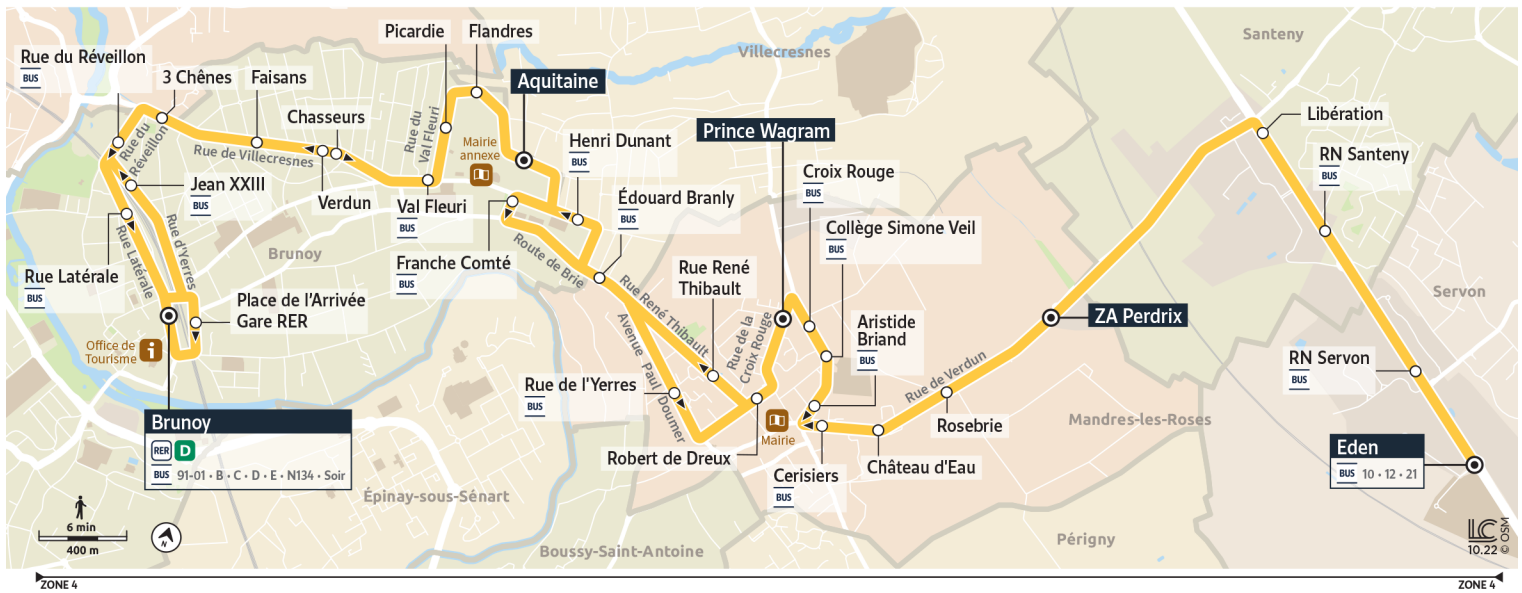 Rue du Réveillon
BUS
3 Chênes
Faisans
Chasseurs
Verdun
Picardie
Flandres
Aquitaine
Mairie
annexe
Rue du
Val Fleuri
Rue du
Réveillon
Rue de Villecresnes
Jean XXIII
BUS
Rue Latérale
BUS
Rue Latérale
Rue d'Yerres
Brunoy
Place de l'Arrivée
Gare RER
Office de
Tourisme
i
Brunoy
RER D
BUS 91-01 • B • C • D • E • N134 • Soir
Val Fleuri
BUS
Franche Comté
BUS
Henri Dunant
BUS
Édouard Branly
BUS
Route de Brie
Rue René Thibault
Avenue Paul Doumer
Rue René
Thibault
Rue de l'Yerres
BUS
Robert de Dreux
Rue de la
Croix Rouge
Prince Wagram
Croix Rouge
BUS
Collège Simone Veil
BUS
Aristide
Briand
BUS
Mairie
Cerisiers
BUS
Château d'Eau
Rue de Verdun
Rosebrie
ZA Perdrix
Libération
RN Santeny
BUS
RN Servon
BUS
Eden
BUS 10 • 12 • 21
Villecresnes
Santeny
Servon
Mandres-les-Roses
Périgny
Épinay-sous-Sénart
Boussy-Saint-Antoine
6 min
400 m
N
LC
10.22 © OSM
ZONE 4
ZONE 4